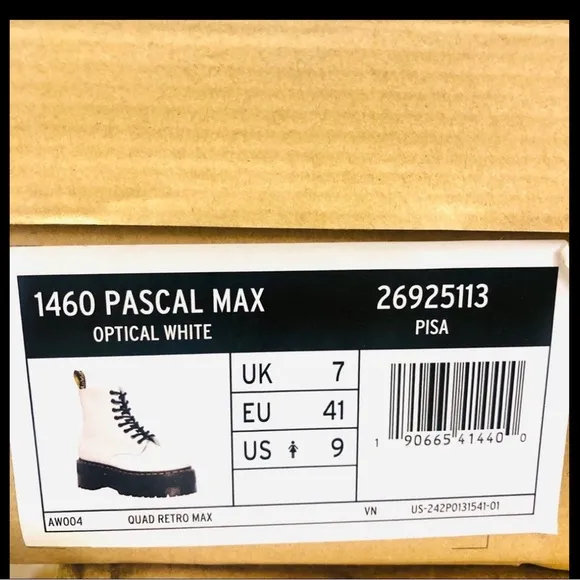 1460 PASCAL MAX
26925113
OPTICAL WHITE
PISA
UK 7
EU 41
US 9
1 90665 41440 0
AW004 QUAD RETRO MAX VN US-242P0131541-01